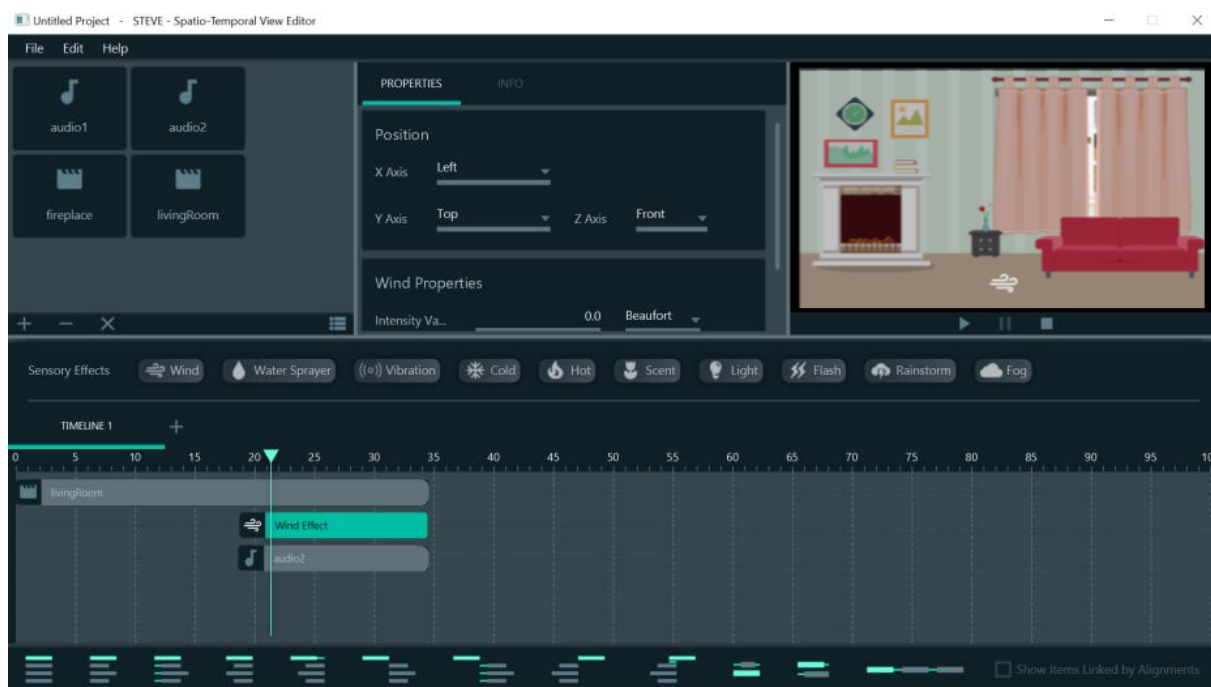 Untitled Project - STEVE - Spatio-Temporal View Editor
File Edit Help
audio1 audio2
fireplace livingRoom
PROPERTIES INFO
Position
X Axis Left
Y Axis Top Z Axis Front
Wind Properties
Intensity Va... 0.0 Beaufort
Sensory Effects Wind Water Sprayer Vibration Cold Hot Scent Light Flash Rainstorm Fog
TIMELINE 1
0 5 10 15 20 25 30 35 40 45 50 55 60 65 70 75 80 85 90 95 10
livingRoom
Wind Effect
audio2
Show Items Linked by Alignments